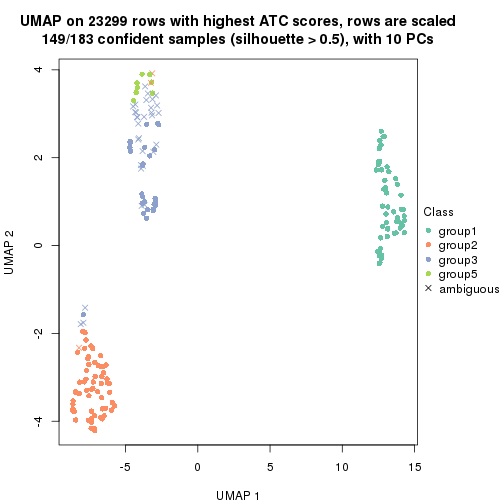 UMAP on 23299 rows with highest ATC scores, rows are scaled
149/183 confident samples (silhouette > 0.5), with 10 PCs
4
2
0
-2
-4
UMAP 2
-5
0
5
10
15
UMAP 1
Class
group1
group2
group3
group5
ambiguous